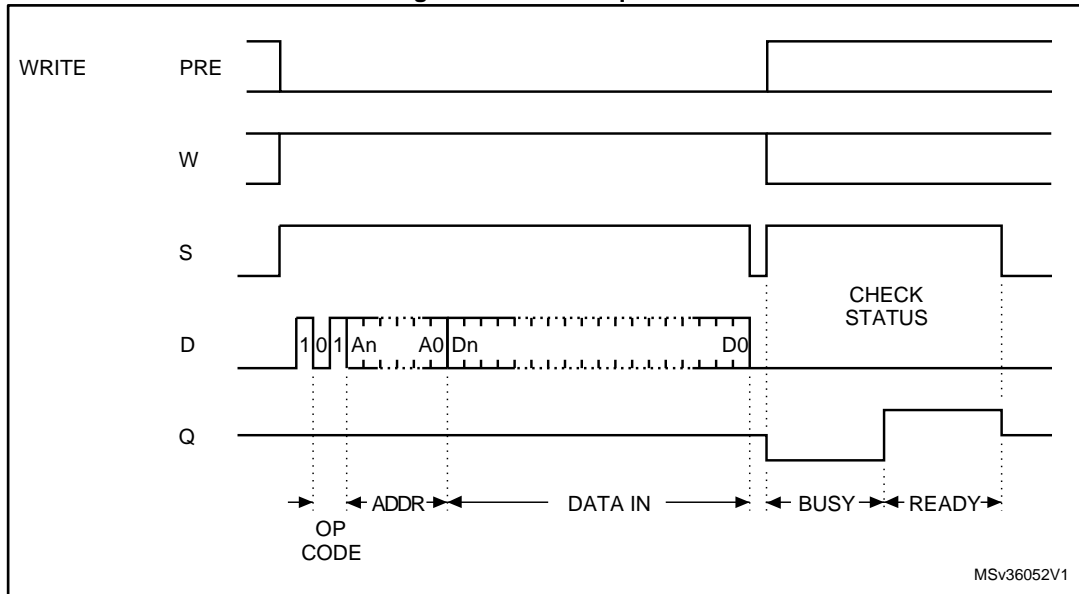 WRITE PRE
W
S
CHECK
STATUS
D 1 0 1 An A0 Dn D0
Q
ADDR DATA IN BUSY READY
OP
CODE
MSv36052V1